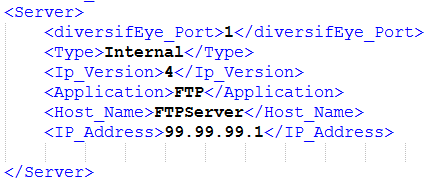 <Server>
<diversifEye_Port>1</diversifEye_Port>
<Type>Internal</Type>
<Ip_Version>4</Ip_Version>
<Application>FTP</Application>
<Host_Name>FTPServer</Host_Name>
<IP_Address>99.99.99.1</IP_Address>
</Server>